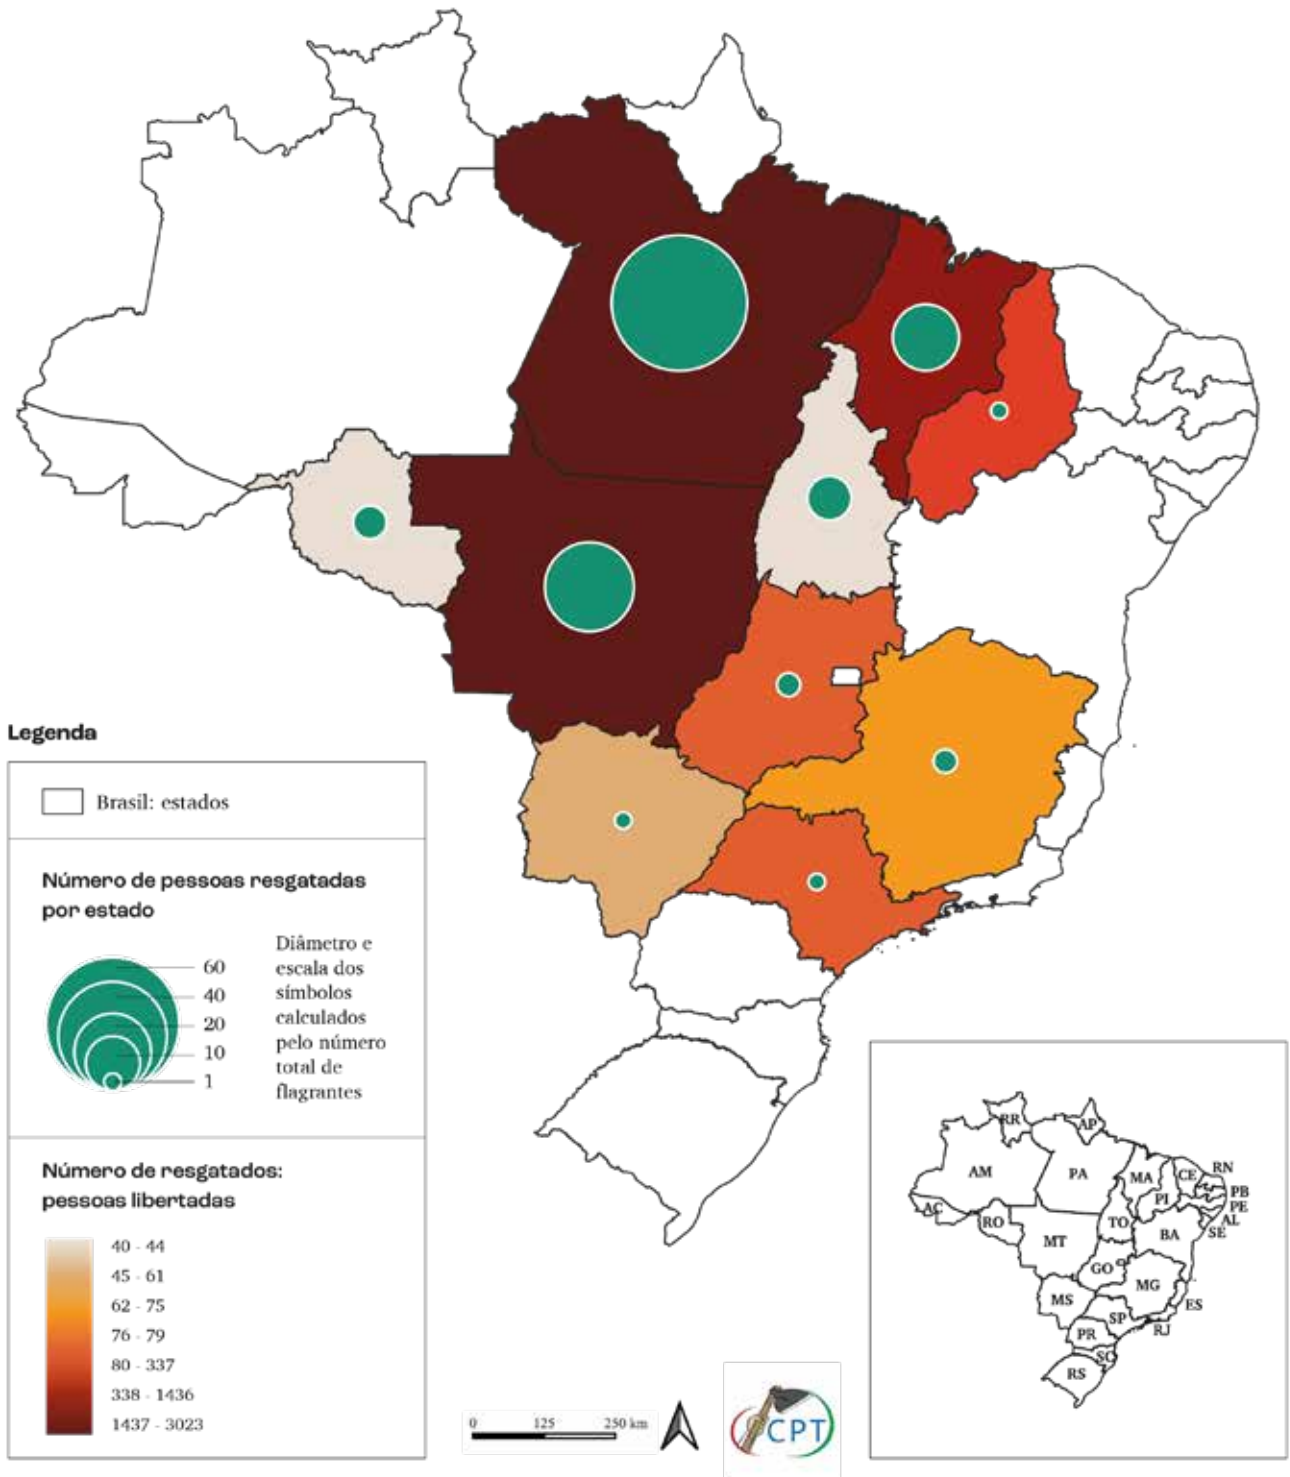 Legenda
Brasil: estados
Número de pessoas resgatadas
por estado
60
40
20
10
1
Diâmetro e
escala dos
símbolos
calculados
pelo número
total de
flagrantes
Número de resgatados:
pessoas libertadas
40 - 44
45 - 61
62 - 75
76 - 79
80 - 337
338 - 1436
1437 - 3023
0 125 250 km
CPT
RR
AP
AM
PA
MA
CE
RN
PB
PI
PE
AC
AL
RO
TO
SE
MT
BA
GO
MG
MS
ES
SP
RJ
PR
SC
RS